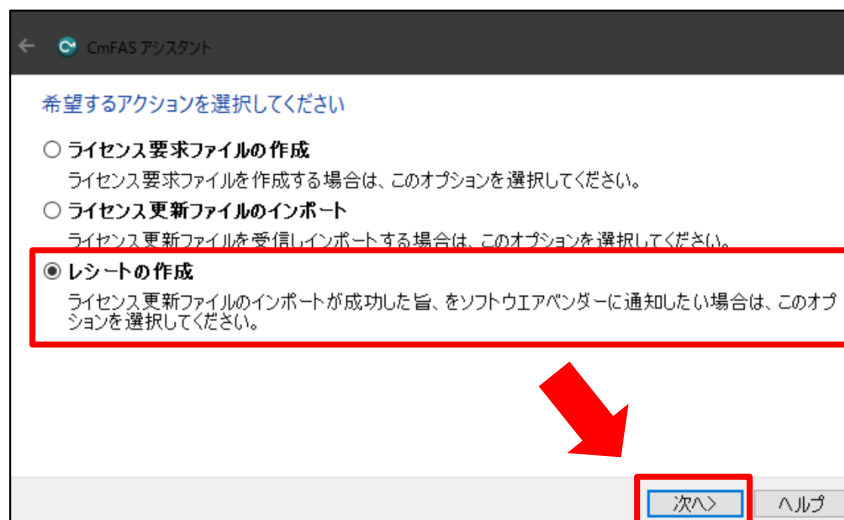 CmFAS アシスタント
希望するアクションを選択してください
ライセンス要求ファイルの作成
ライセンス要求ファイルを作成する場合は、このオプションを選択してください。
ライセンス更新ファイルのインポート
ライセンス更新ファイルを受信しインポートする場合は、このオプションを選択してください。
レシートの作成
ライセンス更新ファイルのインポートが成功した旨、をソフトウエアベンダーに通知したい場合は、このオプ
ションを選択してください。
次へ>
ヘルプ